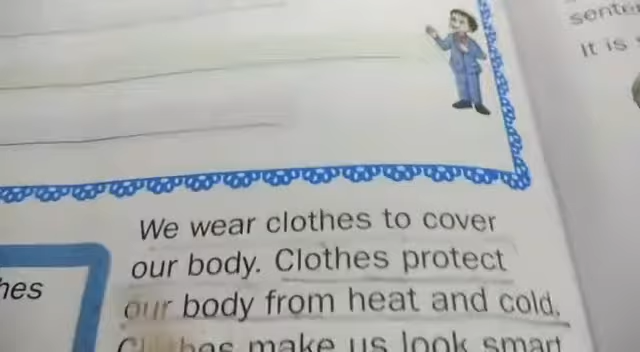 sente
It is
We wear clothes to cover
our body. Clothes protect
hes
our body from heat and cold.
Clothes make us look smart